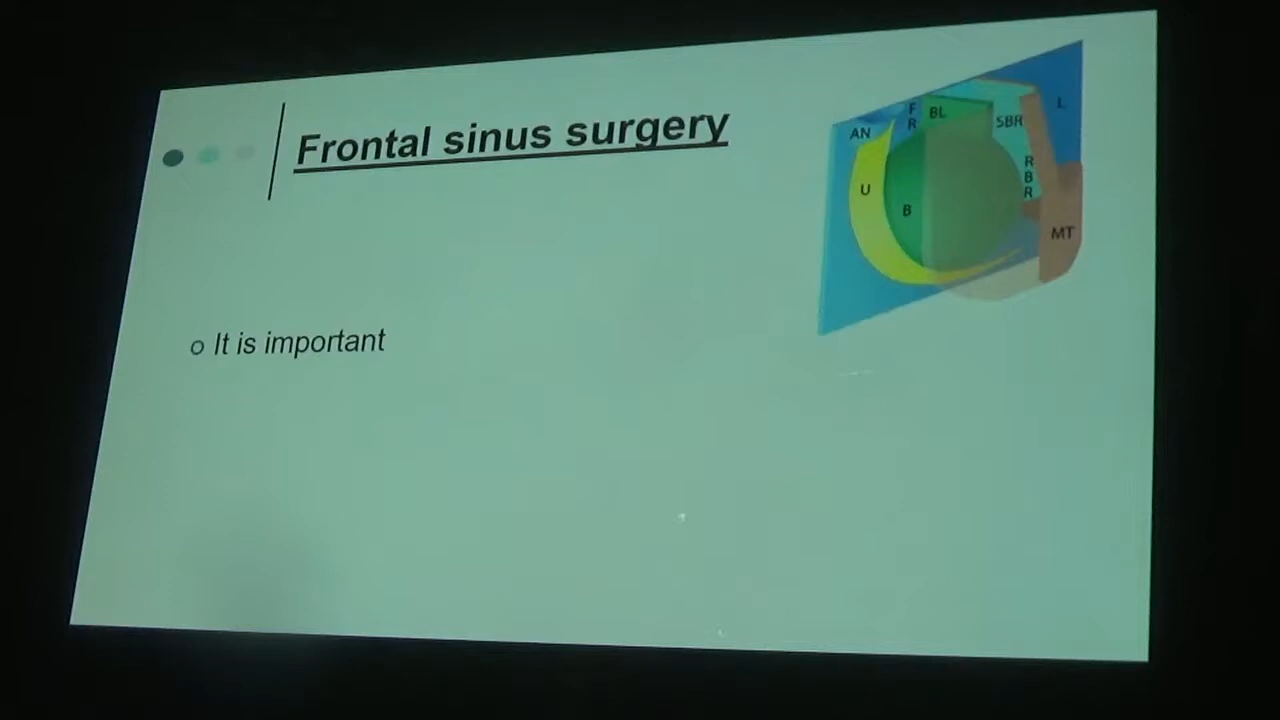 Frontal sinus surgery
AN
F
R
BL
SBR
L
U
B
R
B
R
MT
o It is important